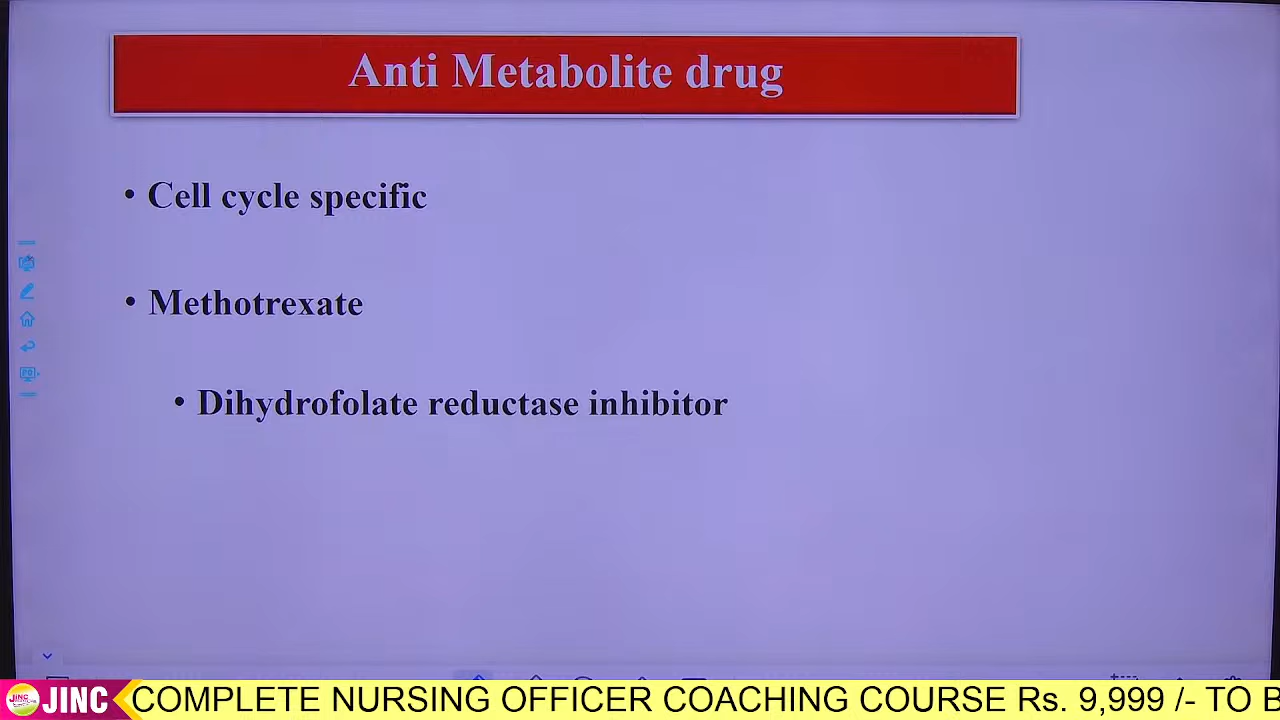 Anti Metabolite drug
• Cell cycle specific
• Methotrexate
• Dihydrofolate reductase inhibitor
JINC COMPLETE NURSING OFFICER COACHING COURSE Rs. 9,999 /- TO B